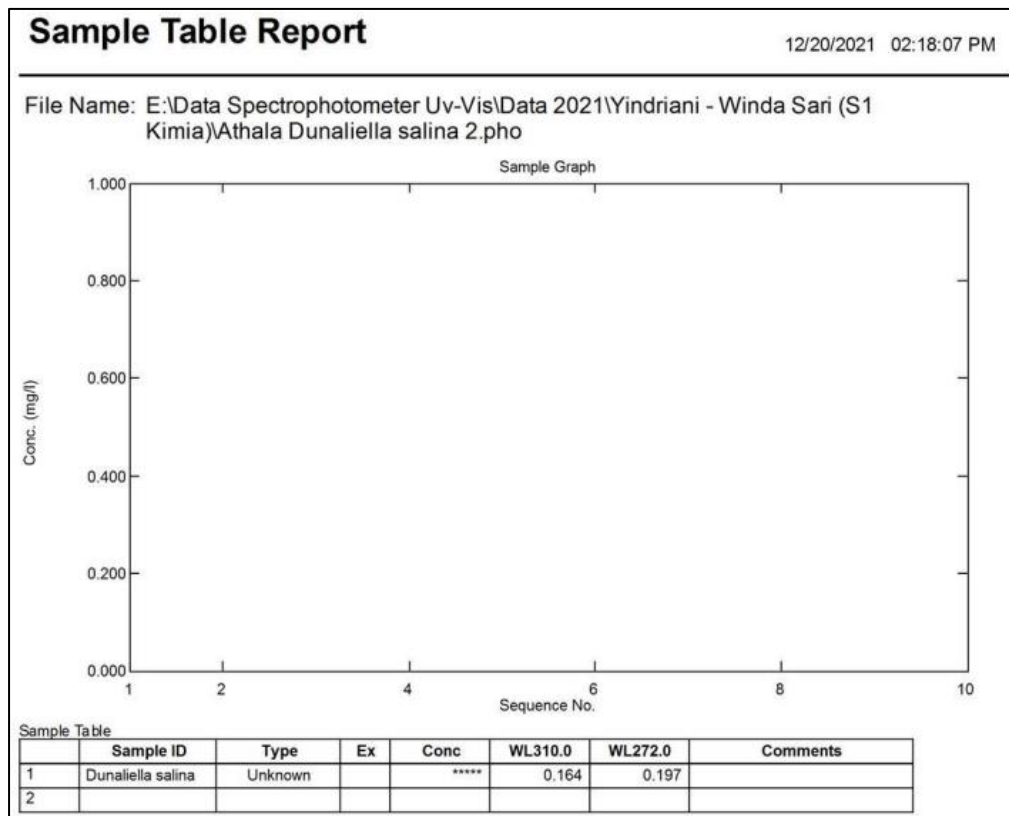 Sample Table Report
12/20/2021 02:18:07 PM
File Name: E:\Data Spectrophotometer Uv-Vis\Data 2021\Yindriani - Winda Sari (S1
Kimia)\Athala Dunaliella salina 2.pho
Sample Graph
1.000
0.800
0.600
0.400
0.200
0.000
Conc. (mg/l)
1 2 4 6 8 10
Sequence No.
Sample Table
Sample ID Type Ex Conc WL310.0 WL272.0 Comments
1 Dunaliella salina Unknown ***** 0.164 0.197
2